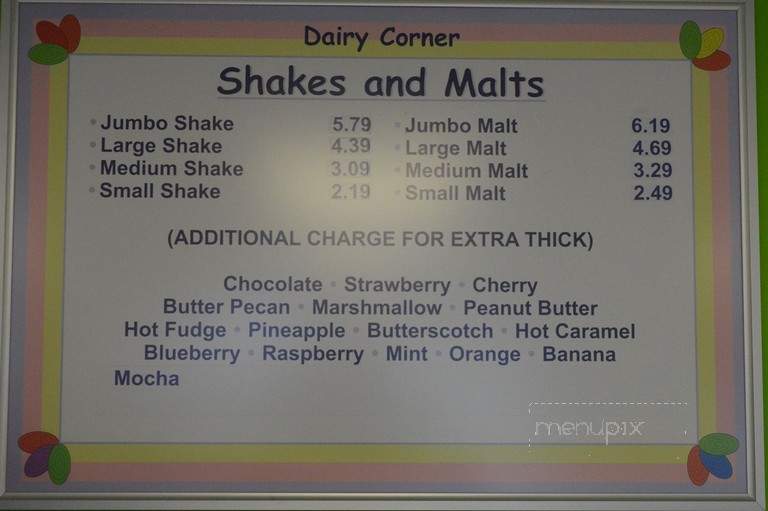 Dairy Corner
Shakes and Malts
• Jumbo Shake 5.79 • Jumbo Malt 6.19
• Large Shake 4.39 • Large Malt 4.69
• Medium Shake 3.09 • Medium Malt 3.29
• Small Shake 2.19 • Small Malt 2.49
(ADDITIONAL CHARGE FOR EXTRA THICK)
Chocolate • Strawberry • Cherry
Butter Pecan • Marshmallow • Peanut Butter
Hot Fudge • Pineapple • Butterscotch • Hot Caramel
Blueberry • Raspberry • Mint • Orange • Banana
Mocha
menupix